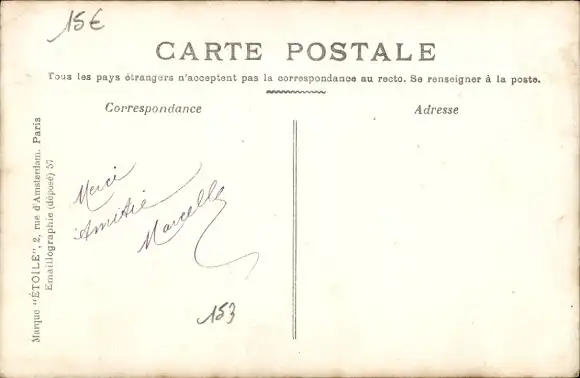 15€
CARTE POSTALE
Tous les pays étrangers n'acceptent pas la correspondance au recto. Se renseigner à la poste.
Correspondance
Adresse
Merci
Amitié
Marcelle
153
Marque "ÉTOILE", 2, rue d'Amsterdam. Paris
Emaillographie (déposé) 57